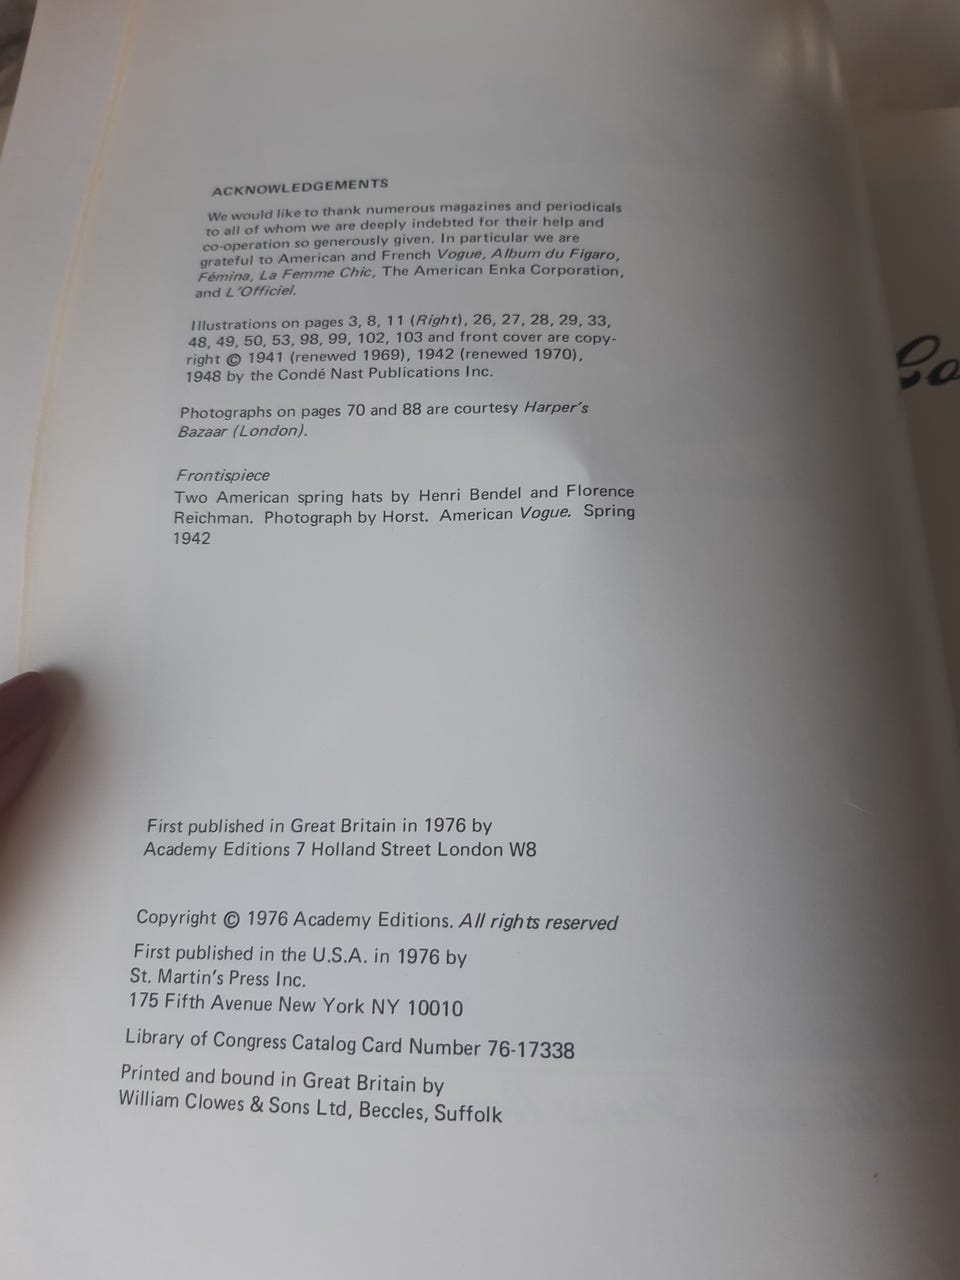 ACKNOWLEDGEMENTS
We would like to thank numerous magazines and periodicals
to all of whom we are deeply indebted for their help and
co-operation so generously given. In particular we are
grateful to American and French Vogue, Album du Figaro,
Fémina, La Femme Chic, The American Enka Corporation,
and L'Officiel.
Illustrations on pages 3, 8, 11 (Right), 26, 27, 28, 29, 33,
48, 49, 50, 53, 98, 99, 102, 103 and front cover are copy-
right © 1941 (renewed 1969), 1942 (renewed 1970),
1948 by the Condé Nast Publications Inc.
Photographs on pages 70 and 88 are courtesy Harper's
Bazaar (London).
Frontispiece
Two American spring hats by Henri Bendel and Florence
Reichman. Photograph by Horst. American Vogue. Spring
1942
First published in Great Britain in 1976 by
Academy Editions 7 Holland Street London W8
Copyright © 1976 Academy Editions. All rights reserved
First published in the U.S.A. in 1976 by
St. Martin's Press Inc.
175 Fifth Avenue New York NY 10010
Library of Congress Catalog Card Number 76-17338
Printed and bound in Great Britain by
William Clowes & Sons Ltd, Beccles, Suffolk